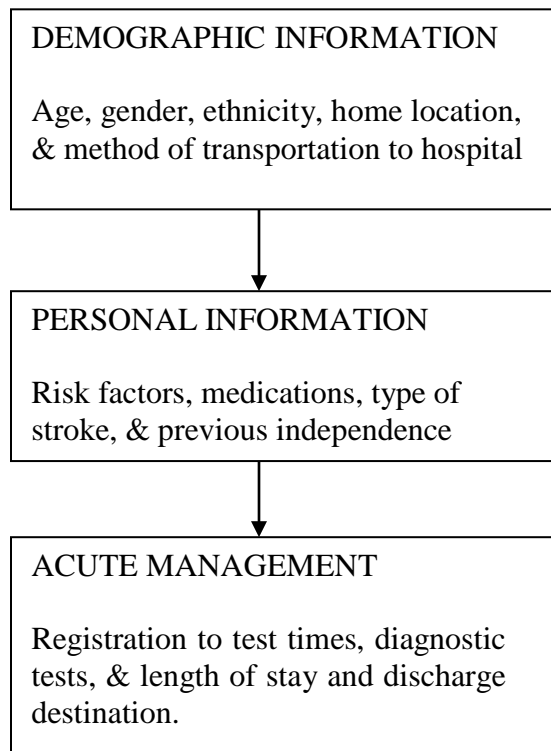 DEMOGRAPHIC INFORMATION
Age, gender, ethnicity, home location,
& method of transportation to hospital
PERSONAL INFORMATION
Risk factors, medications, type of
stroke, & previous independence
ACUTE MANAGEMENT
Registration to test times, diagnostic
tests, & length of stay and discharge
destination.